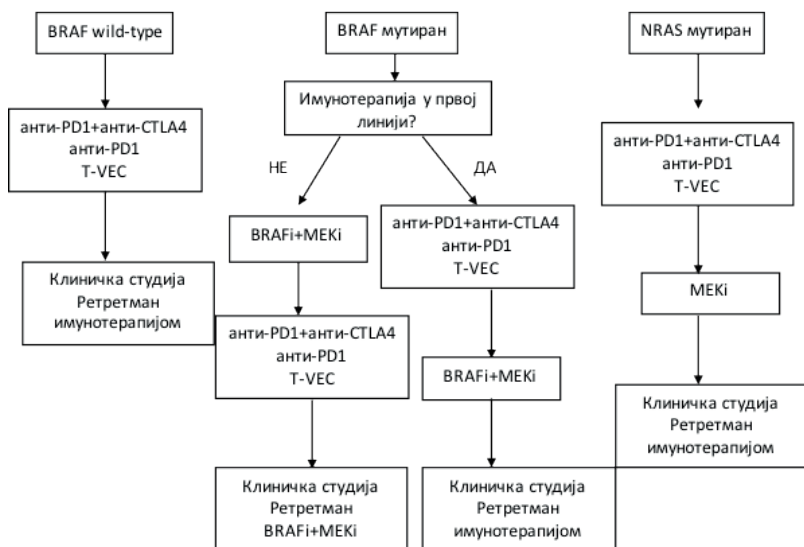 BRAF wild-type
анти-PD1+анти-CTLA4
анти-PD1
T-VEC
Клиничка студија
Ретретман
имунотерапијом
BRAF мутиран
Имунотерапија у првој
линији?
НЕ
BRAFi+MEKi
анти-PD1+анти-CTLA4
анти-PD1
T-VEC
Клиничка студија
Ретретман
BRAFi+MEKi
ДА
анти-PD1+анти-CTLA4
анти-PD1
T-VEC
BRAFi+MEKi
Клиничка студија
Ретретман
имунотерапијом
NRAS мутиран
анти-PD1+анти-CTLA4
анти-PD1
T-VEC
MEKi
Клиничка студија
Ретретман
имунотерапијом